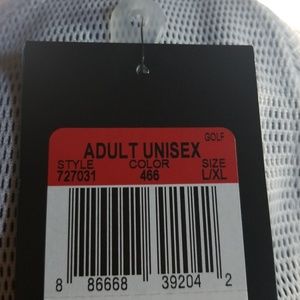 GOLF
ADULT UNISEX
STYLE COLOR SIZE
727031 466 L/XL
8 86668 39204 2